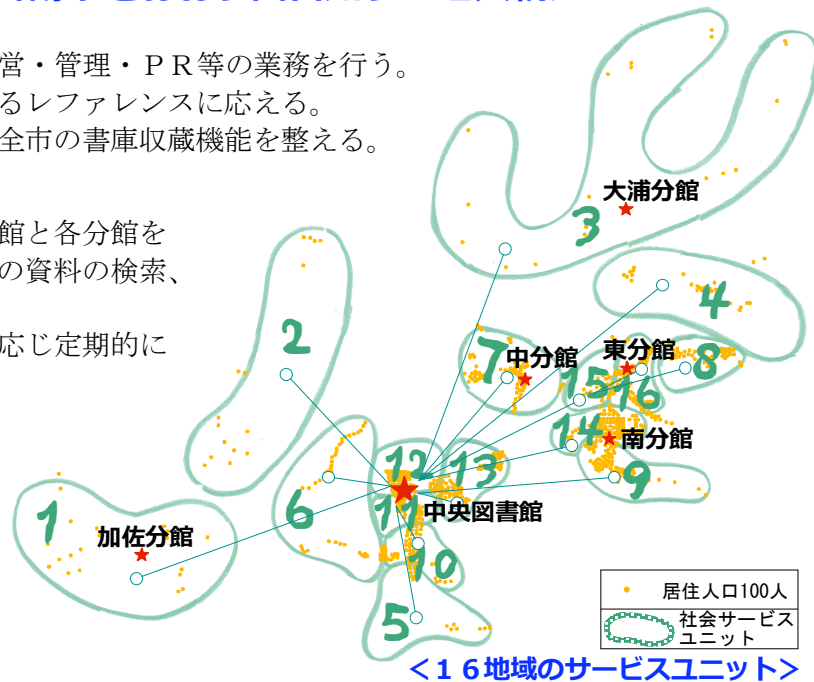 営・管理・ＰＲ等の業務を行う。
るレファレンスに応える。
全市の書庫収蔵機能を整える。
館と各分館を
の資料の検索、
応じ定期的に
大浦分館
3
4
2
7
中分館
東分館
8
15
16
14
南分館
9
12
13
11
中央図書館
6
1
加佐分館
10
5
居住人口100人
社会サービス
ユニット
＜１６地域のサービスユニット＞